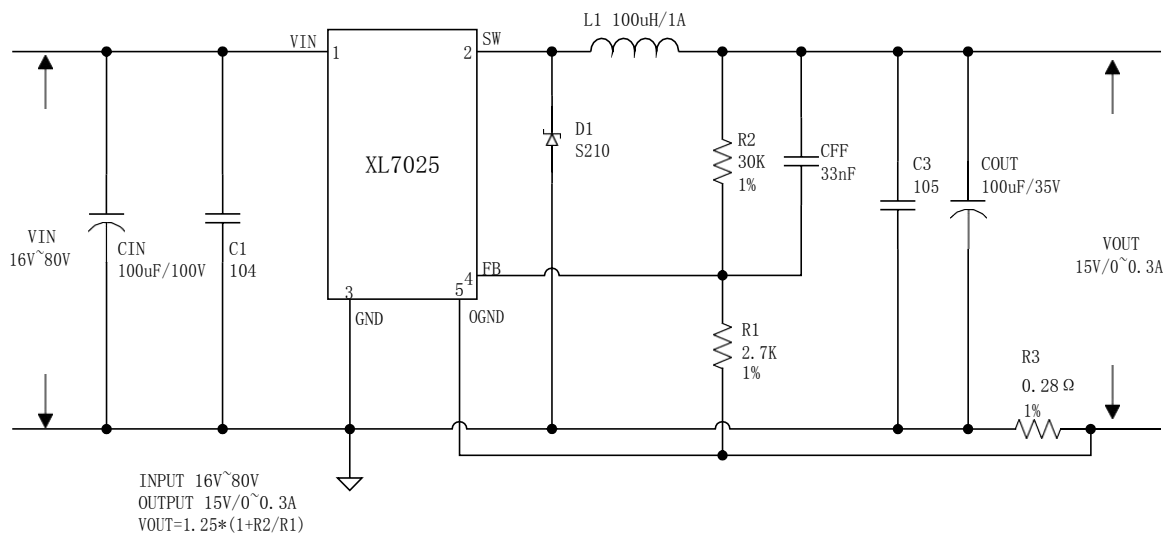 L1 100uH/1A
VIN
1
2
SW
XL7025
D1
S210
R2
30K
1%
CFF
33nF
C3
105
COUT
100uF/35V
VIN
16V~80V
CIN
100uF/100V
C1
104
VOUT
15V/0~0.3A
4
FB
3
5
GND
OGND
R1
2.7K
1%
R3
0.28Ω
1%
INPUT 16V~80V
OUTPUT 15V/0~0.3A
VOUT=1.25*(1+R2/R1)